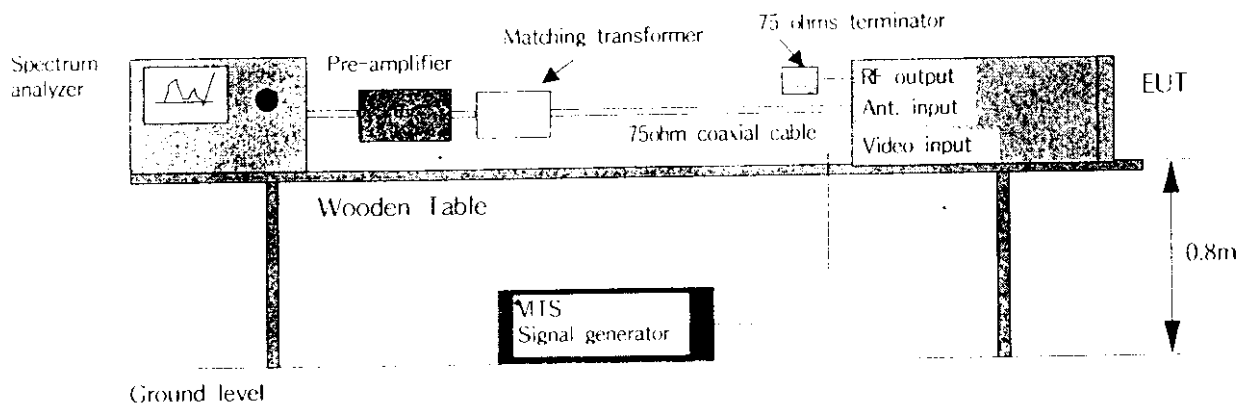 75 ohms terminator
Matching transformer
Spectrum
analyzer
Pre-amplifier
Rf output
Ant. input
Video input
EUT
75ohm coaxial cable
Wooden Table
0.8m
MTS
Signal generator
Ground level